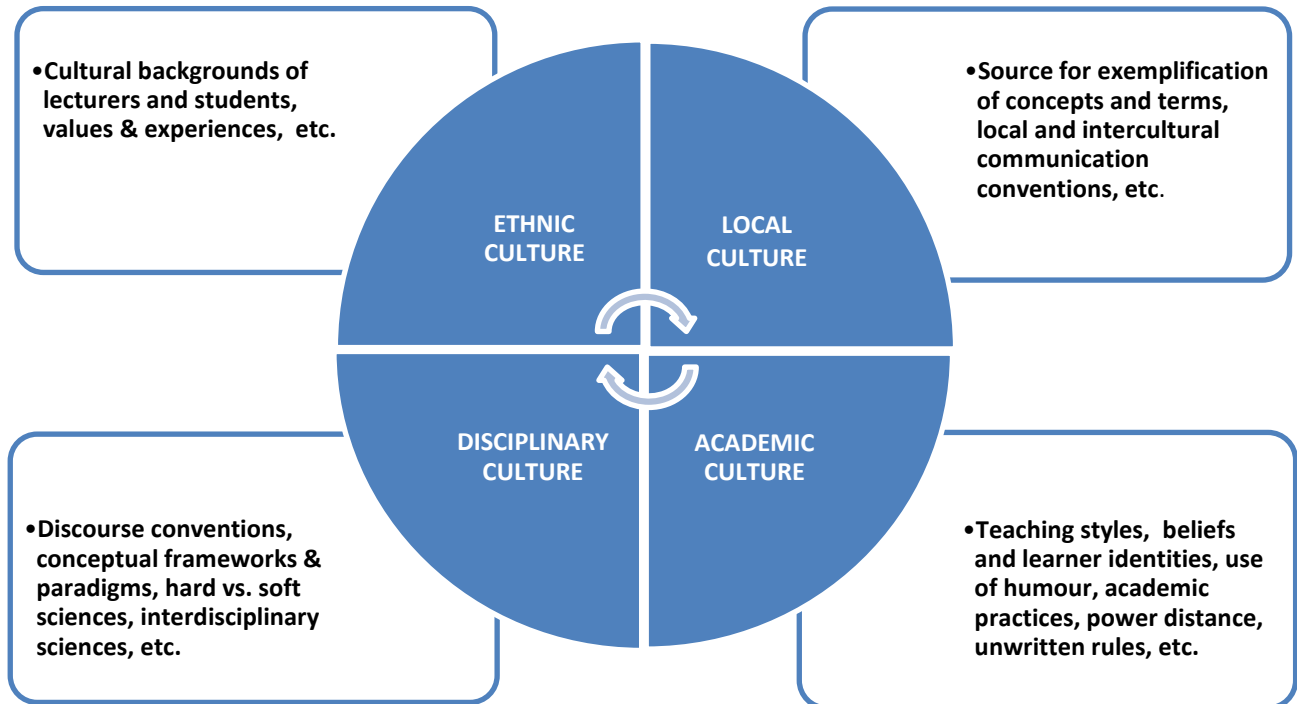 •Cultural backgrounds of
lecturers and students,
values & experiences, etc.
•Source for exemplification
of concepts and terms,
local and intercultural
communication
conventions, etc.
ETHNIC
CULTURE
LOCAL
CULTURE
DISCIPLINARY
CULTURE
ACADEMIC
CULTURE
•Discourse conventions,
conceptual frameworks &
paradigms, hard vs. soft
sciences, interdisciplinary
sciences, etc.
•Teaching styles, beliefs
and learner identities, use
of humour, academic
practices, power distance,
unwritten rules, etc.